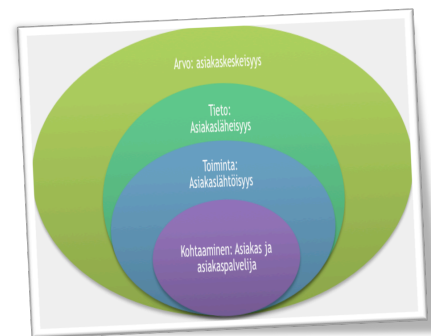 Arvo: asiakaskeskeisyys
Tieto:
Asiakasläheisyys
Toiminta:
Asiakaslähtöisyys
Kohtaaminen: Asiakas ja
asiakaspalvelija